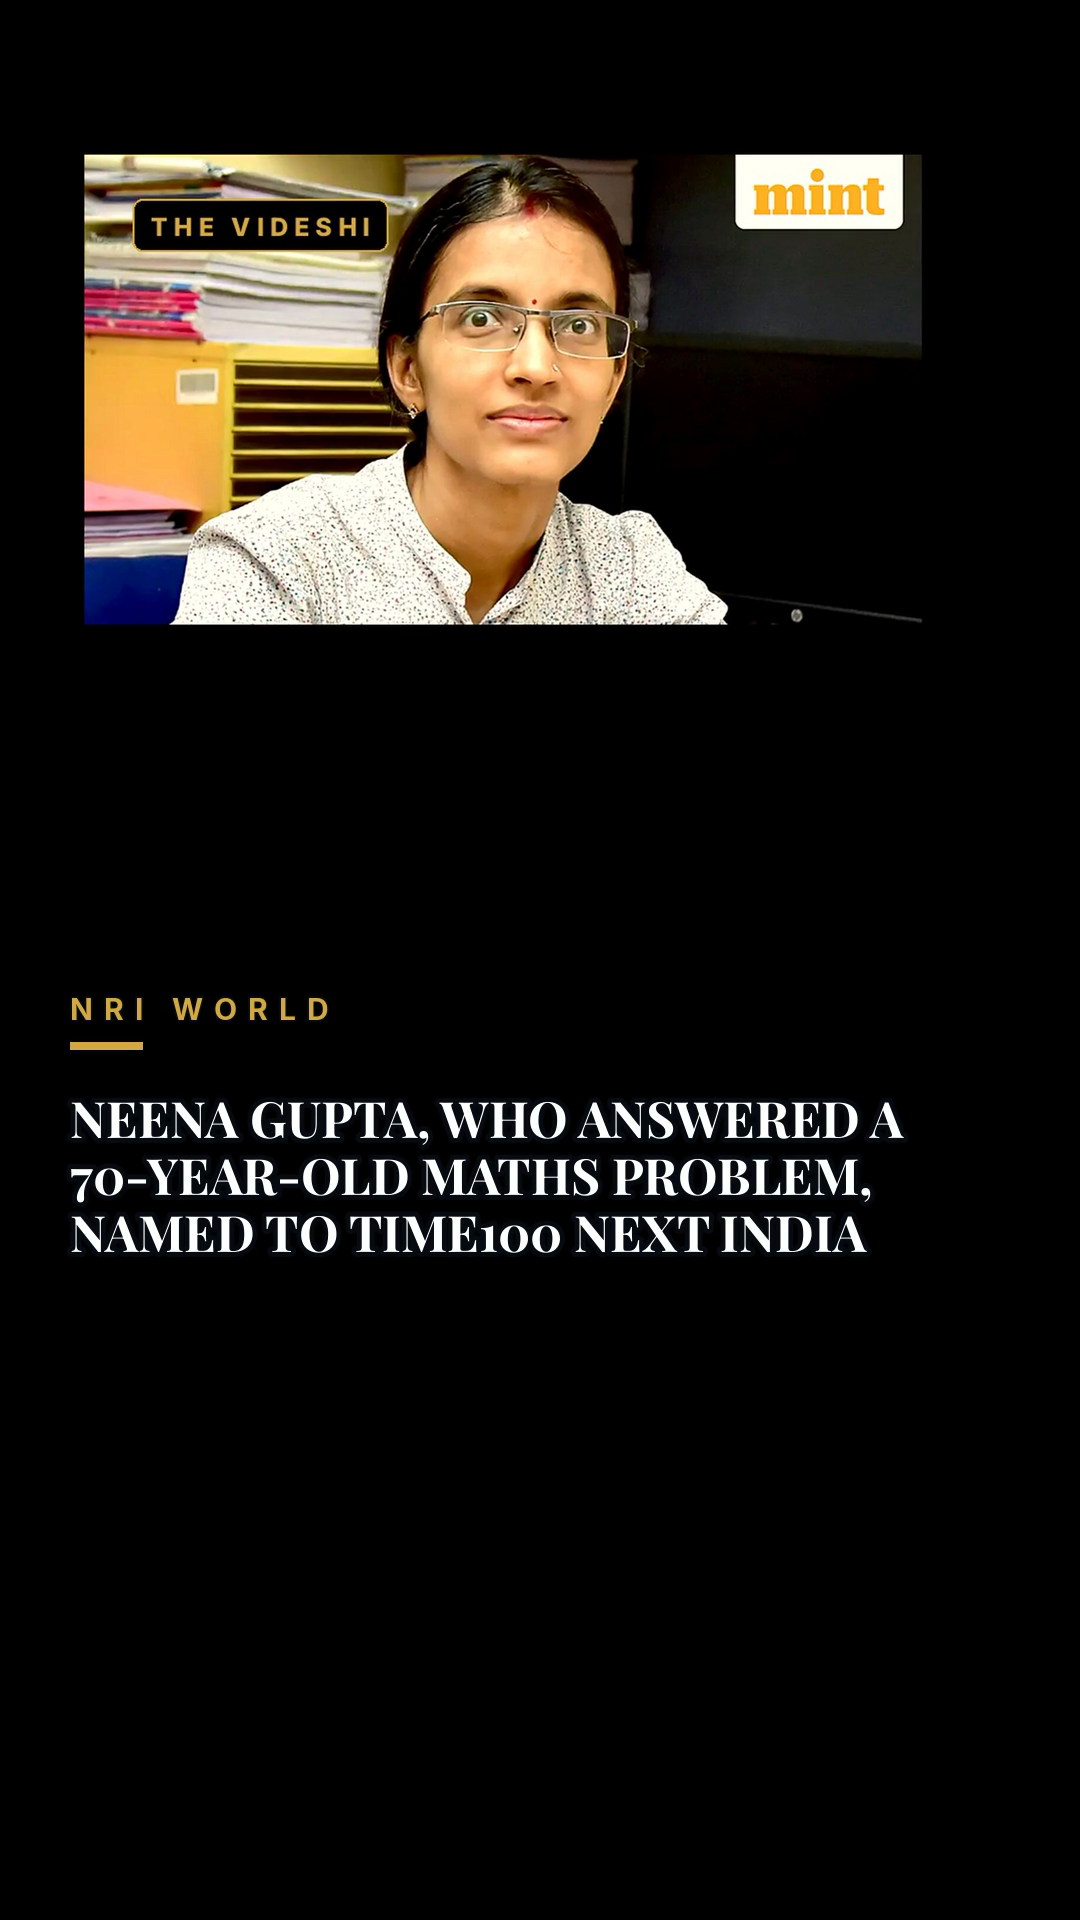 THE VIDESHI
mint
NRI WORLD
NEENA GUPTA, WHO ANSWERED A
70-YEAR-OLD MATHS PROBLEM,
NAMED TO TIME100 NEXT INDIA